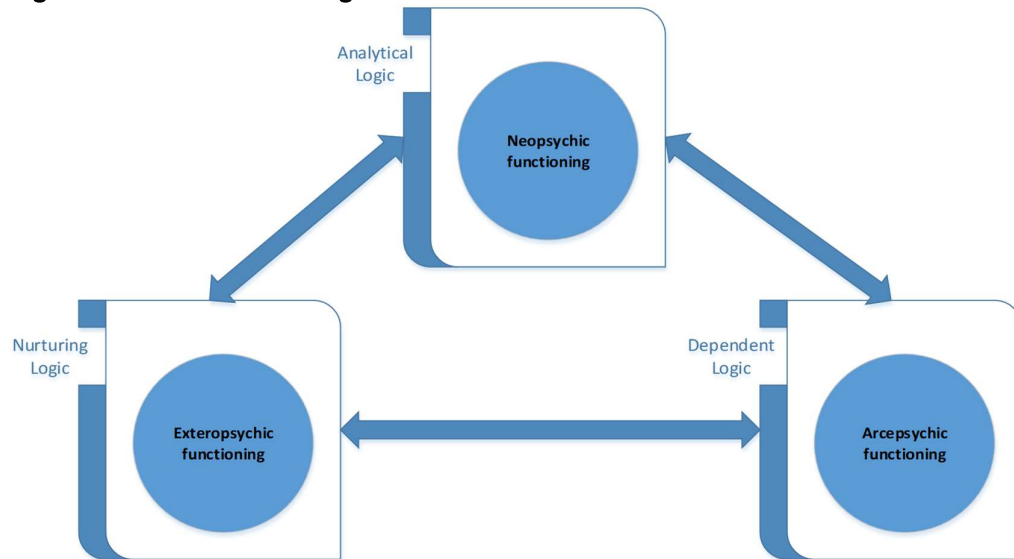 Analytical
Logic
Neopsychic
functioning
Nurturing
Logic
Exteropsychic
functioning
Dependent
Logic
Arcepsychic
functioning